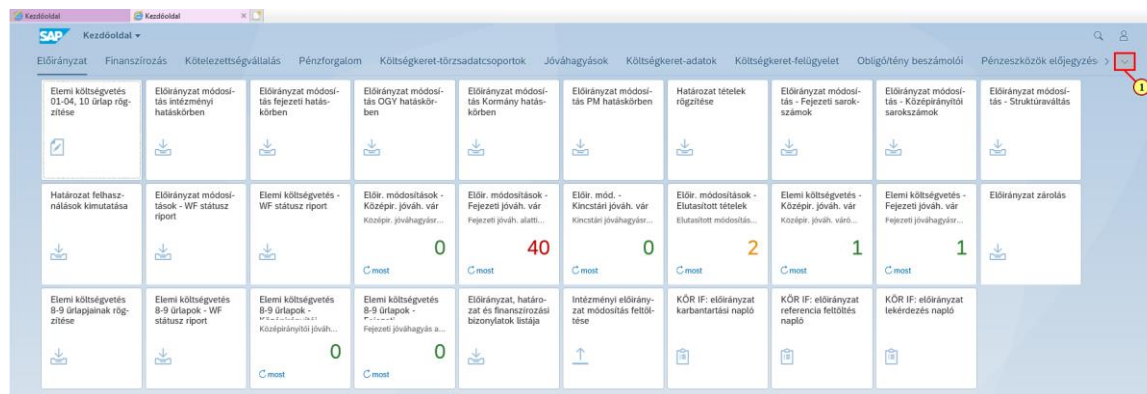 Kezdőoldal
Kezdőoldal
SAP Kezdőoldal
Előirányzat Finanszírozás Kötelezettségvállalás Pénzforgalom Költségkeret-törzsadatcsoportok Jóváhagyások Költségkeret-adatok Költségkeret-felügyelet Obligó/tény beszámolói Pénzeszközök előjegyzés
1
Elemi költségvetés
01-04, 10 űrlap rög-
zítése
Előirányzat módosí-
tás intézményi
hatáskörben
Előirányzat módosí-
tás fejezeti hatás-
körben
Előirányzat módosí-
tás OGY hatáskör-
ben
Előirányzat módosí-
tás Kormány hatás-
körben
Előirányzat módosí-
tás PM hatáskörben
Határozat tételek
rögzítése
Előirányzat módosí-
tás - Fejezeti sarok-
számok
Előirányzat módosí-
tás - Középirányítói
sarokszámok
Előirányzat módosí-
tás - Struktúraváltás
Határozat felhasz-
nálások kimutatása
Előirányzat módosí-
tások - WF státusz
riport
Elemi költségvetés -
WF státusz riport
Előir. módosítások -
Középir. jóváh. vár
Középir. jóváhagyásr...
0
most
Előir. módosítások -
Fejezeti jóváh. vár
Fejezeti jóváh. alatti...
40
most
Előir. mód. -
Kincstári jóváh. vár
Kincstári jóváhagyásr...
0
most
Előir. módosítások -
Elutasított tételek
Elutasított módosítás...
2
most
Elemi költségvetés -
Középir. jóváh. vár
Középir. jóváh. váró...
1
most
Elemi költségvetés -
Fejezeti jóváh. vár
Fejezeti jóváhagyásr...
1
most
Előirányzat zárolás
Elemi költségvetés
8-9 űrlapjainak rög-
zítése
Elemi költségvetés
8-9 űrlapok - WF
státusz riport
Elemi költségvetés
8-9 űrlapok -
Középirányítói jóváh...
0
most
Elemi költségvetés
8-9 űrlapok -
Fejezeti jóváhagyás a...
0
most
Előirányzat, határo-
zat és finanszírozási
bizonylatok listája
Intézményi előirány-
zat módosítás feltöl-
tése
KÖR IF: előirányzat
karbantartási napló
KÖR IF: előirányzat
referencia feltöltés
napló
KÖR IF: előirányzat
lekérdezés napló